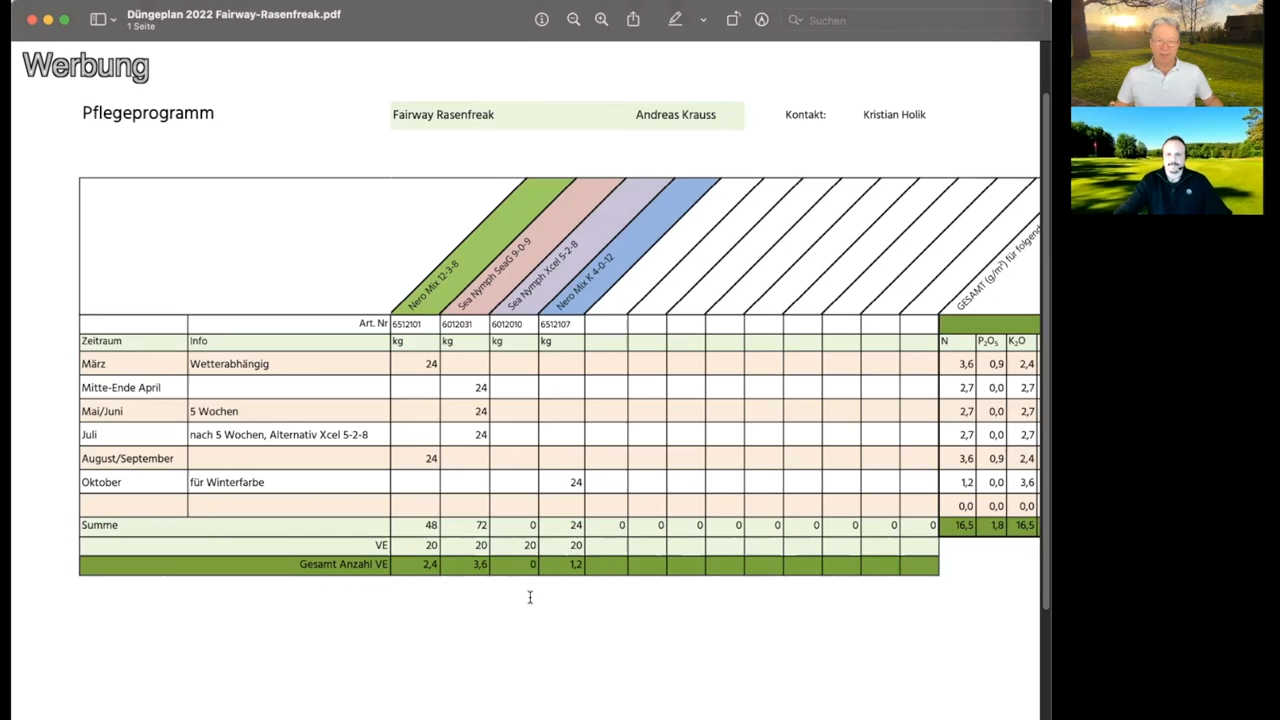 Düngeplan 2022 Fairway-Rasenfreak.pdf
1 Seite
Suchen
Werbung
Pflegeprogramm Fairway Rasenfreak Andreas Krauss Kontakt: Kristian Holik
Nero Mix 12-3-8
Sea Nymph SeaG 9-0-9
Sea Nymph Xcel 5-2-8
Nero Mix K 4-0-12
GESAMT (g/m²) für folgend
Art. Nr 6512101 6012031 6012010 6512107
Zeitraum Info kg kg kg kg N P₂O₅ K₂O
März Wetterabhängig 24 3,6 0,9 2,4
Mitte-Ende April 24 2,7 0,0 2,7
Mai/Juni 5 Wochen 24 2,7 0,0 2,7
Juli nach 5 Wochen, Alternativ Xcel 5-2-8 24 2,7 0,0 2,7
August/September 24 3,6 0,9 2,4
Oktober für Winterfarbe 24 1,2 0,0 3,6
0,0 0,0 0,0
Summe 48 72 0 24 0 0 0 0 0 0 0 0 0 16,5 1,8 16,5
VE 20 20 20 20
Gesamt Anzahl VE 2,4 3,6 0 1,2